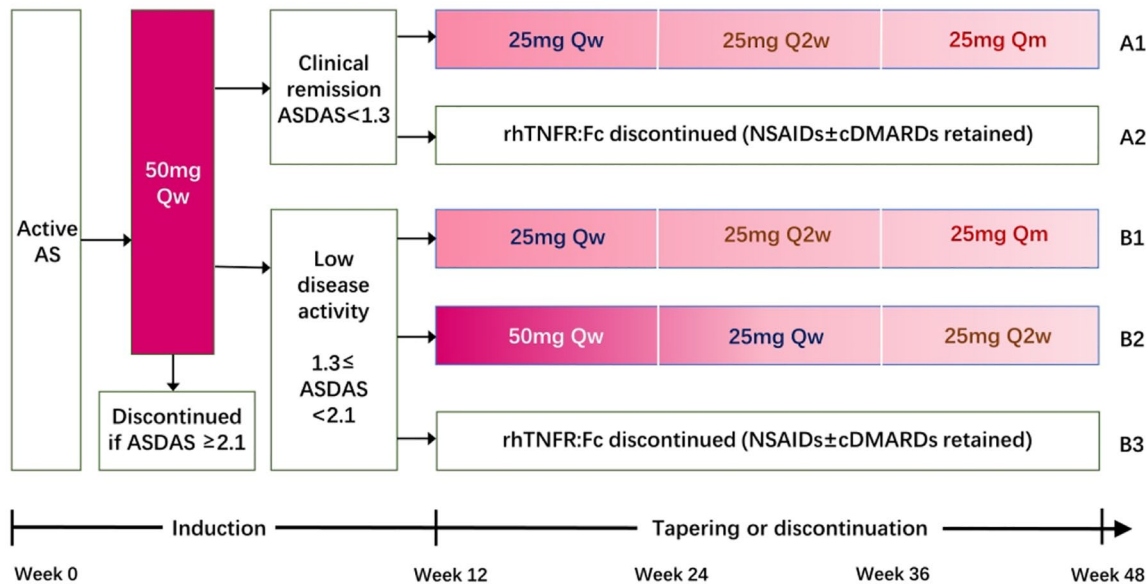 Active
AS
50mg
Qw
Discontinued
if ASDAS ≥2.1
Clinical
remission
ASDAS<1.3
Low
disease
activity
1.3≤
ASDAS
<2.1
25mg Qw 25mg Q2w 25mg Qm A1
rhTNFR:Fc discontinued (NSAIDs±cDMARDs retained) A2
25mg Qw 25mg Q2w 25mg Qm B1
50mg Qw 25mg Qw 25mg Q2w B2
rhTNFR:Fc discontinued (NSAIDs±cDMARDs retained) B3
Induction Tapering or discontinuation
Week 0 Week 12 Week 24 Week 36 Week 48